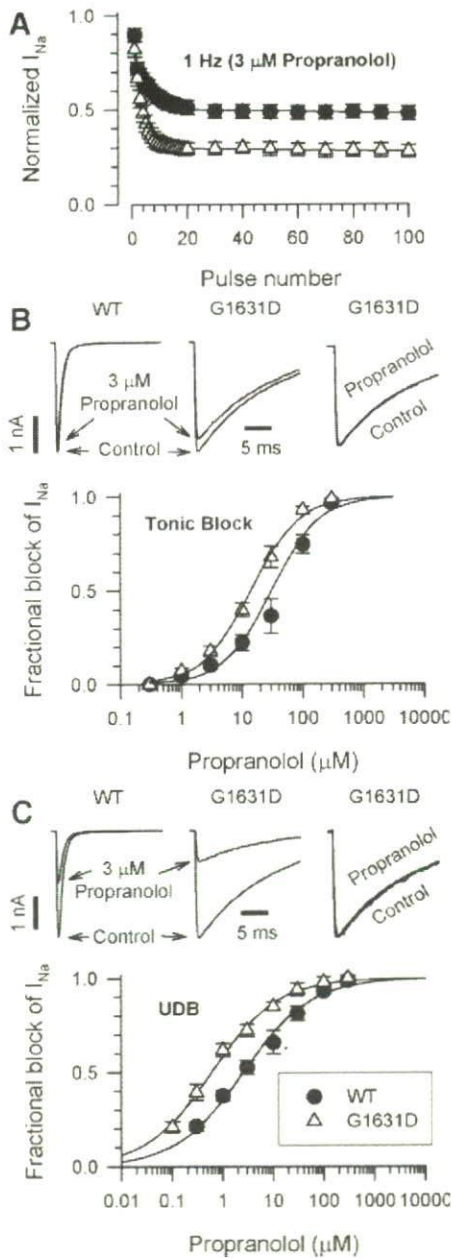 A
1 Hz (3 µM Propranolol)
Normalized I Na
1.0
0.5
0.0
0 20 40 60 80 100
Pulse number
B
WT G1631D G1631D
3 µM
Propranolol
Control
1 nA
5 ms
Propranolol
Control
Tonic Block
Fractional block of I Na
1.0
0.5
0.0
0.1 1 10 100 1000 10000
Propranolol (µM)
C
WT G1631D G1631D
3 µM
Propranolol
Control
1 nA
5 ms
Propranolol
Control
UDB
WT
G1631D
Fractional block of I Na
1.0
0.5
0.0
0.01 0.1 1 10 100 1000 10000
Propranolol (µM)